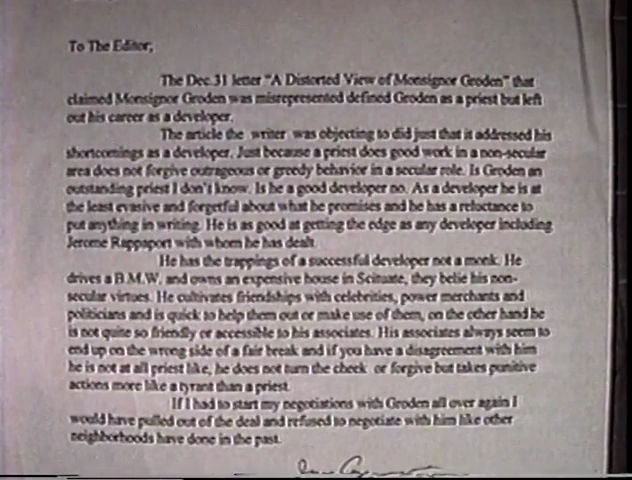 To The Editor;
The Dec. 31 letter "A Distorted View of Monsignor Groden" that
claimed Monsignor Groden was misrepresented defined Groden as a priest but left
out his career as a developer.
The article the writer was objecting to did just that it addressed his
shortcomings as a developer. Just because a priest does good work in a non-secular
area does not forgive outrageous or greedy behavior in a secular role. Is Groden an
outstanding priest I don't know. Is he a good developer no. As a developer he is at
the least evasive and forgetful about what he promises and he has a reluctance to
put anything in writing. He is as good at getting the edge as any developer including
Jerome Rappaport with whom he has dealt.
He has the trappings of a successful developer not a monk. He
drives a B.M.W. and owns an expensive house in Scituate, they belie his non-
secular virtues. He cultivates friendships with celebrities, power merchants and
politicians and is quick to help them out or make use of them, on the other hand he
is not quite so friendly or accessible to his associates. His associates always seem to
end up on the wrong side of a fair break and if you have a disagreement with him
he is not at all priest like, he does not turn the cheek or forgive but takes punitive
actions more like a tyrant than a priest.
If I had to start my negotiations with Groden all over again I
would have pulled out of the deal and refused to negotiate with him like other
neighborhoods have done in the past.